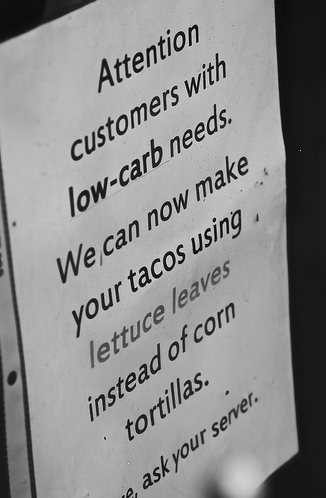 Attention
customers with
low-carb needs.
We can now make
your tacos using
lettuce leaves
instead of corn
tortillas.
ask your server.